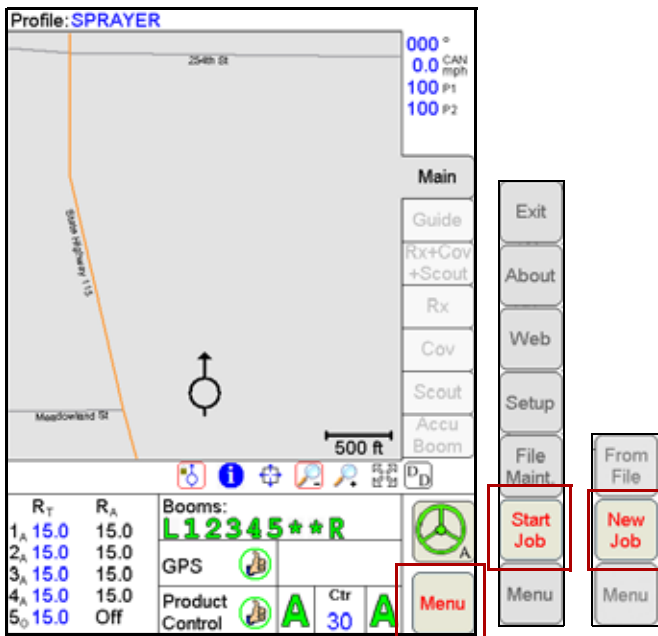 Profile: SPRAYER
254th St
State Highway 113
Meadowland St
500 ft
000 °
0.0 CAN mph
100 P1
100 P2
Main
Guide
Rx+Cov
+Scout
Rx
Cov
Scout
Accu
Boom
DD
RT RA
1A 15.0 15.0
2A 15.0 15.0
3A 15.0 15.0
4A 15.0 15.0
5O 15.0 Off
Booms:
L12345**R
GPS
Product
Control
A
Ctr
30
A
A
Menu
Exit
About
Web
Setup
File
Maint.
Start
Job
Menu
From
File
New
Job
Menu